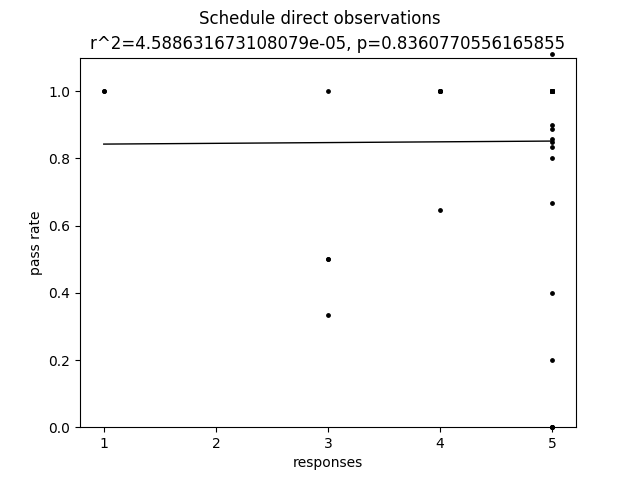 Schedule direct observations
r^2=4.588631673108079e-05, p=0.8360770556165855
1.0
0.8
0.6
0.4
0.2
0.0
pass rate
1 2 3 4 5
responses